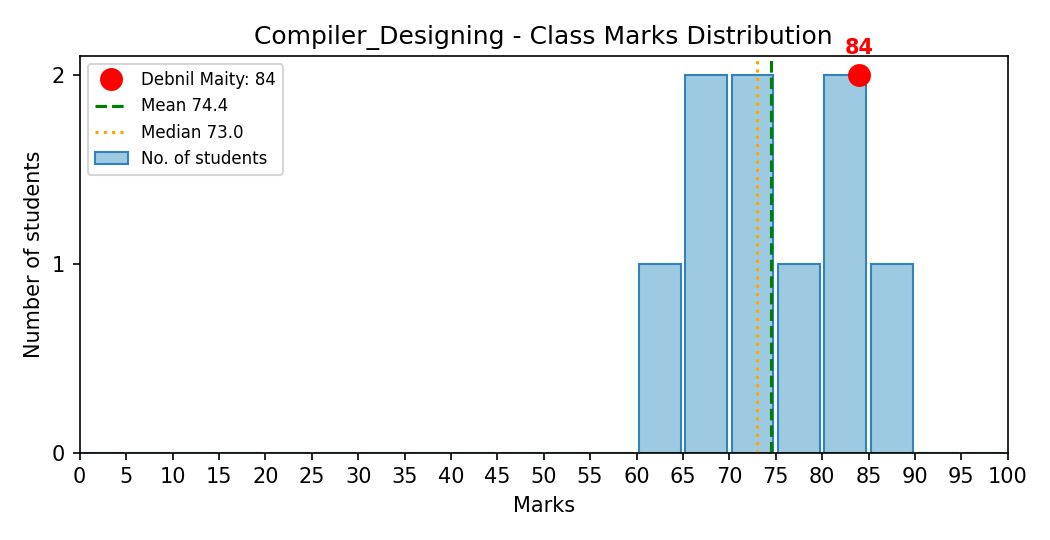 Compiler_Designing - Class Marks Distribution
84
Debnil Maity: 84
Mean 74.4
Median 73.0
No. of students
Number of students
2
1
0
0 5 10 15 20 25 30 35 40 45 50 55 60 65 70 75 80 85 90 95 100
Marks